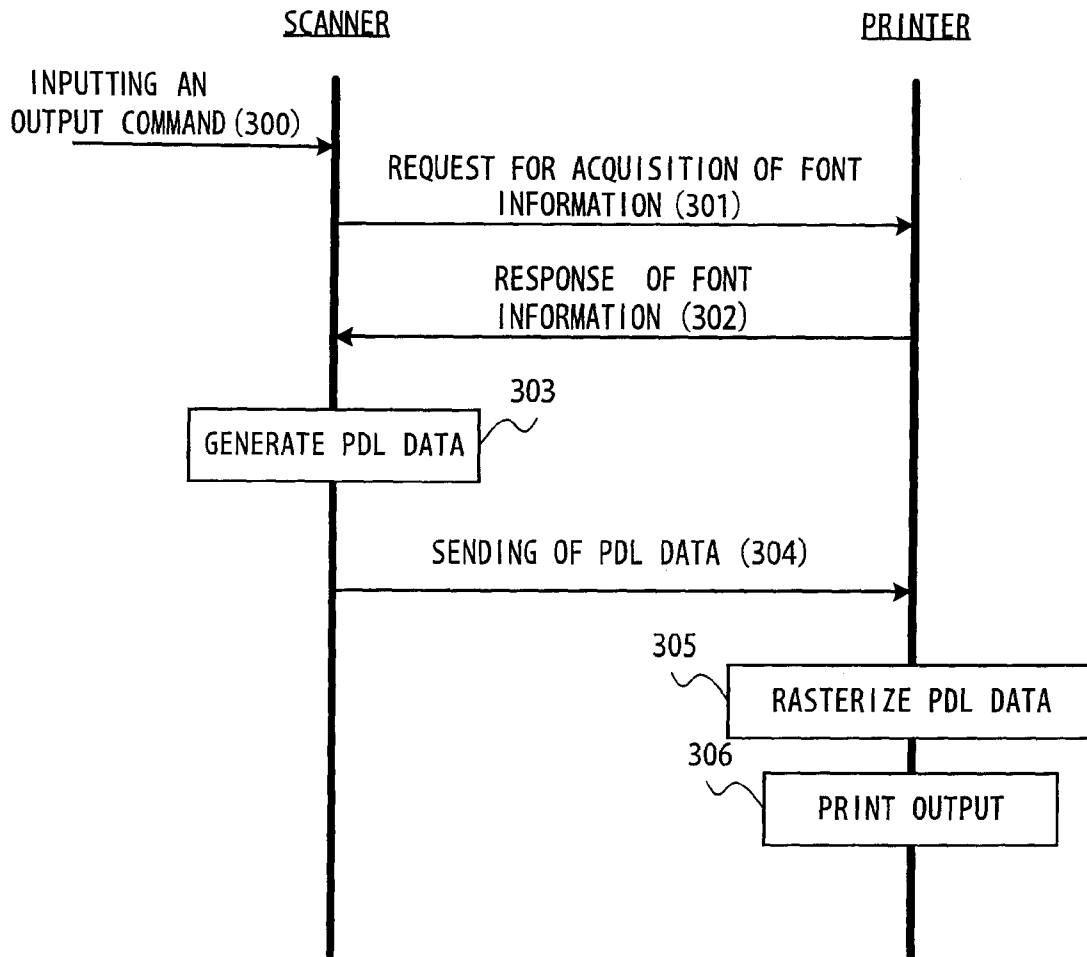 SCANNER
PRINTER
INPUTTING AN
OUTPUT COMMAND (300)
REQUEST FOR ACQUISITION OF FONT
INFORMATION (301)
RESPONSE OF FONT
INFORMATION (302)
303
GENERATE PDL DATA
SENDING OF PDL DATA (304)
305
RASTERIZE PDL DATA
306
PRINT OUTPUT